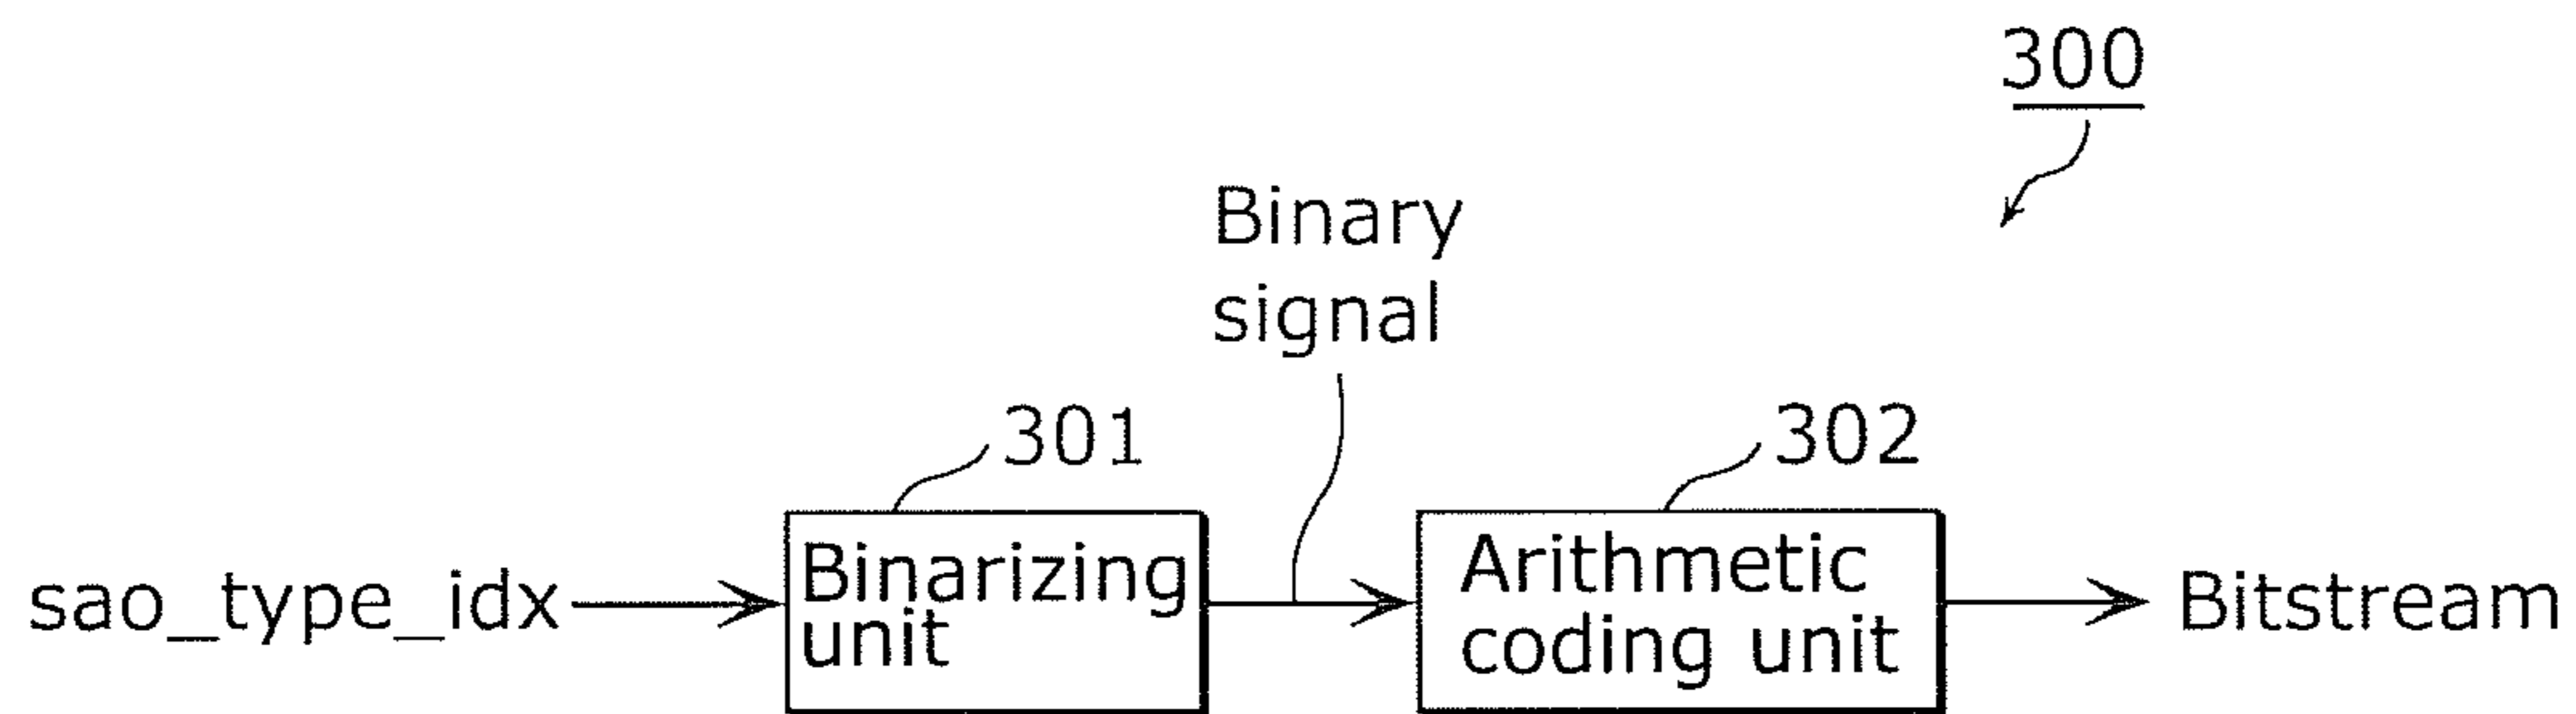 300
Binary
signal
301
302
sao_type_idx
Binarizing
unit
Arithmetic
coding unit
Bitstream